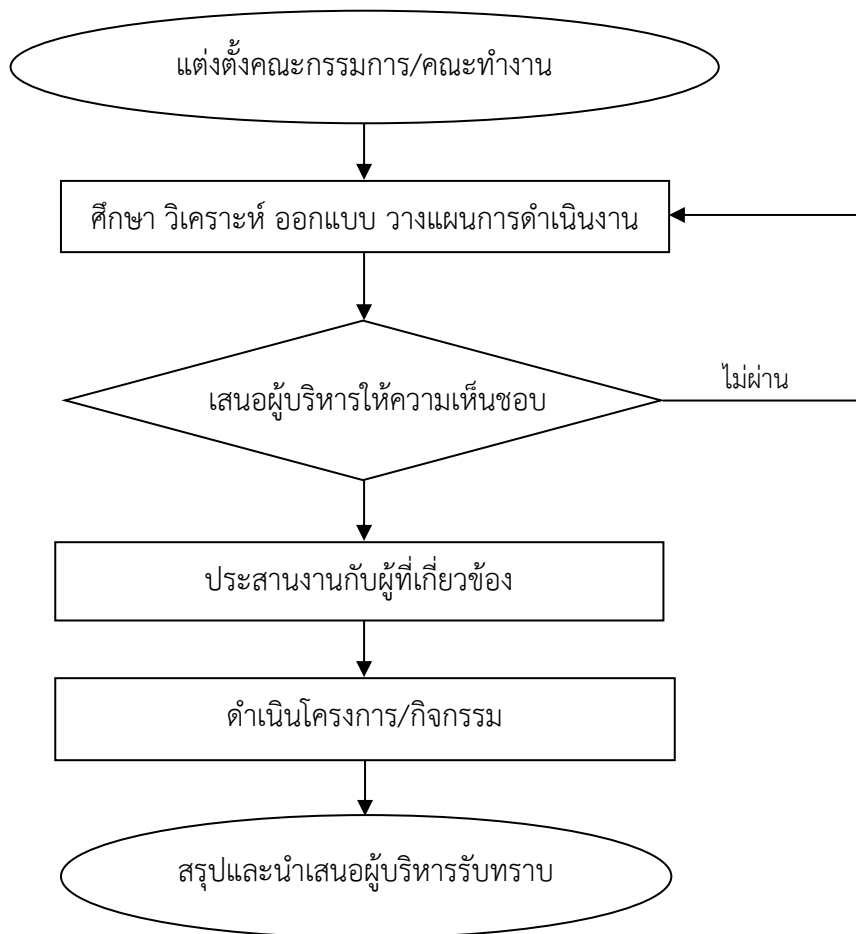 แต่งตั้งคณะกรรมการ/คณะทำงาน
ศึกษา วิเคราะห์ ออกแบบ วางแผนการดำเนินงาน
เสนอผู้บริหารให้ความเห็นชอบ
ไม่ผ่าน
ประสานงานกับผู้ที่เกี่ยวข้อง
ดำเนินโครงการ/กิจกรรม
สรุปและนำเสนอผู้บริหารรับทราบ